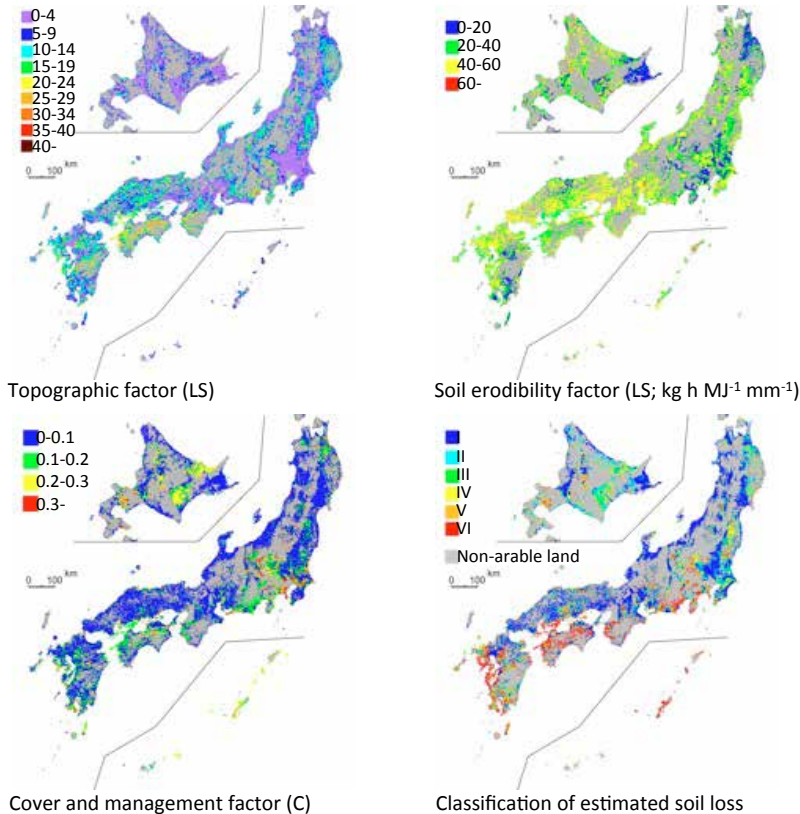 0-4
5-9
10-14
15-19
20-24
25-29
30-34
35-40
40-
0 100 km
Topographic factor (LS)
0-20
20-40
40-60
60-
0 100 km
Soil erodibility factor (LS; kg h MJ⁻¹ mm⁻¹)
0-0.1
0.1-0.2
0.2-0.3
0.3-
0 100 km
Cover and management factor (C)
I
II
III
IV
V
VI
Non-arable land
0 100 km
Classification of estimated soil loss